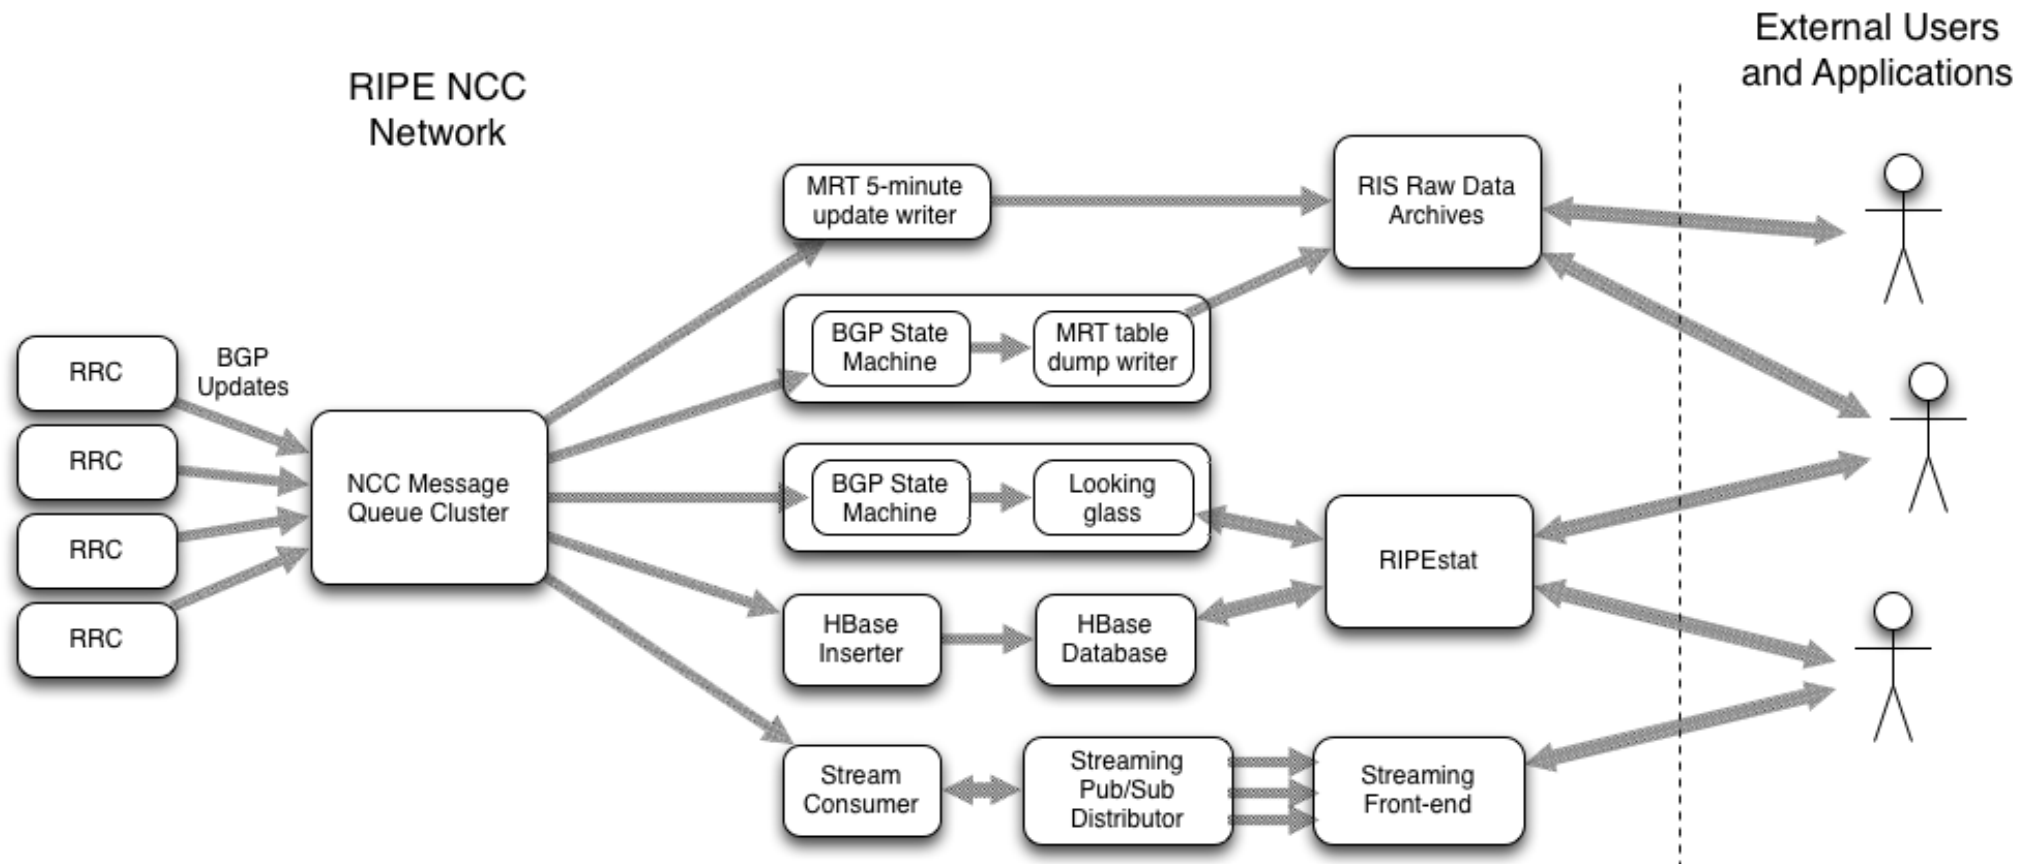 External Users
and Applications
RIPE NCC
Network
MRT 5-minute
update writer
RIS Raw Data
Archives
BGP State
Machine
MRT table
dump writer
RRC
BGP
Updates
RRC
RRC
RRC
NCC Message
Queue Cluster
BGP State
Machine
Looking
glass
RIPEstat
HBase
Inserter
HBase
Database
Stream
Consumer
Streaming
Pub/Sub
Distributor
Streaming
Front-end